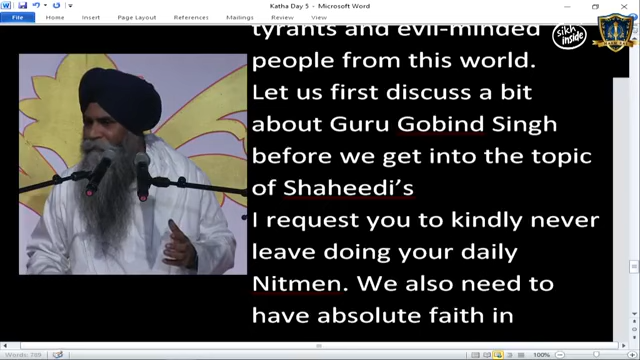 Katha Day 5 - Microsoft Word
File Home Insert Page Layout References Mailings Review View
sikh
inside
tyrants and evil-minded
people from this world.
Let us first discuss a bit
about Guru Gobind Singh
before we get into the topic
of Shaheedi's
I request you to kindly never
leave doing your daily
Nitmen. We also need to
have absolute faith in
Words: 799
100%